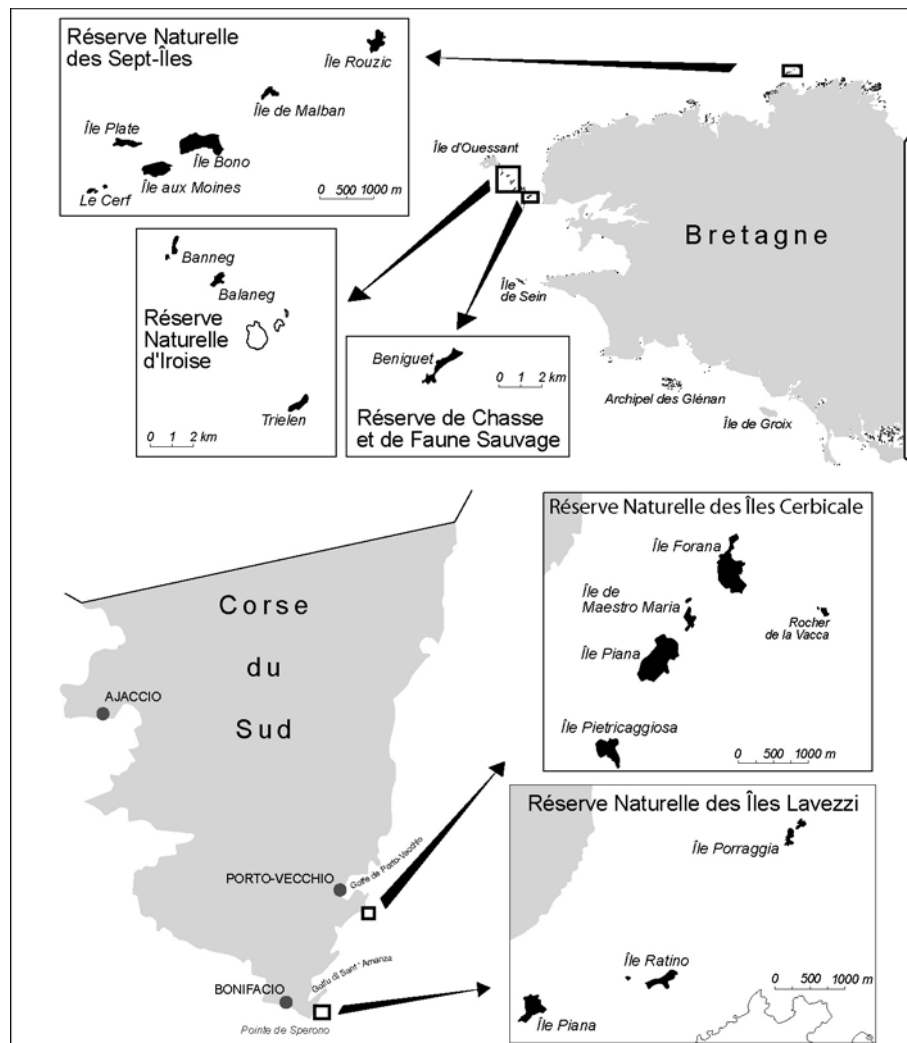 Réserve Naturelle
des Sept-Îles
Île Rouzic
Île de Malban
Île Plate
Île Bono
Île aux Moines
Le Cerf
0 500 1000 m
Île d'Ouessant
Bretagne
Île
de Sein
Archipel des Glénan
Île de Groix
Banneg
Balaneg
Réserve
Naturelle
d'Iroise
Trielen
0 1 2 km
Beniguet
0 1 2 km
Réserve de Chasse
et de Faune Sauvage
Corse
du
Sud
AJACCIO
PORTO-VECCHIO
Golfe de Porto-Vecchio
BONIFACIO
Golfu di Sant'Amanza
Pointe de Sperono
Réserve Naturelle des Îles Cerbicale
Île Forana
Île de
Maestro Maria
Rocher
de la Vacca
Île Piana
Île Pietricaggiosa
0 500 1000 m
Réserve Naturelle des Îles Lavezzi
Île Porraggia
Île Ratino
0 500 1000 m
Île Piana